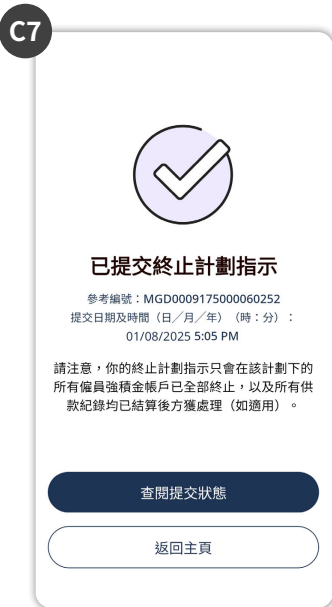 C7
已提交終止計劃指示
參考編號：MGD0009175000060252
提交日期及時間（日／月／年）（時：分）：
01/08/2025 5:05 PM
請注意，你的終止計劃指示只會在該計劃下的
所有僱員強積金帳戶已全部終止，以及所有供
款紀錄均已結算後方獲處理（如適用）。
查閱提交狀態
返回主頁